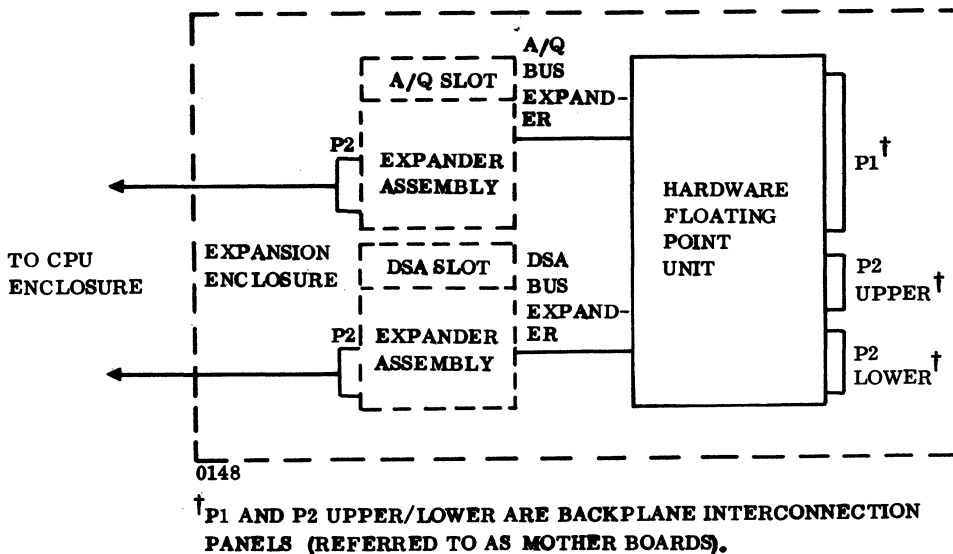 A/Q
BUS
EXPAND-
ER
A/Q SLOT
P2
EXPANDER
ASSEMBLY
HARDWARE
FLOATING
POINT
UNIT
P1†
TO CPU
ENCLOSURE
EXPANSION
ENCLOSURE
DSA SLOT
DSA
BUS
EXPAND-
ER
P2
EXPANDER
ASSEMBLY
P2
UPPER†
P2
LOWER†
0148
†P1 AND P2 UPPER/LOWER ARE BACKPLANE INTERCONNECTION
PANELS (REFERRED TO AS MOTHER BOARDS).